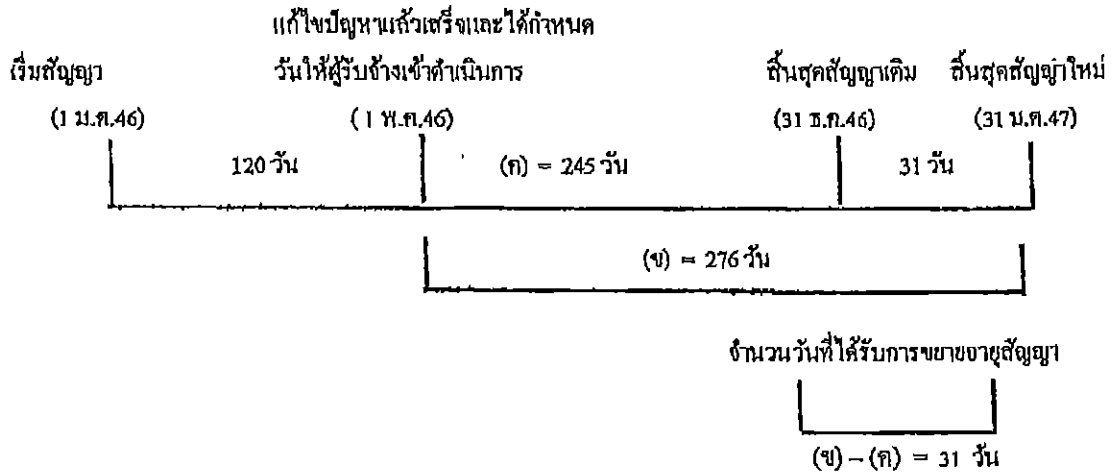 แก้ไขปัญหาแล้วเสร็จและได้กำหนด
เริ่มสัญญา วันให้ผู้รับจ้างเข้าดำเนินการ สิ้นสุดสัญญาเดิม สิ้นสุดสัญญาใหม่
(1 ม.ค.46) (1 พ.ค.46) (31 ธ.ค.46) (31 ม.ค.47)
120 วัน (ก) = 245 วัน 31 วัน
(ข) = 276 วัน
จำนวนวันที่ได้รับการขยายอายุสัญญา
(ข) – (ก) = 31 วัน